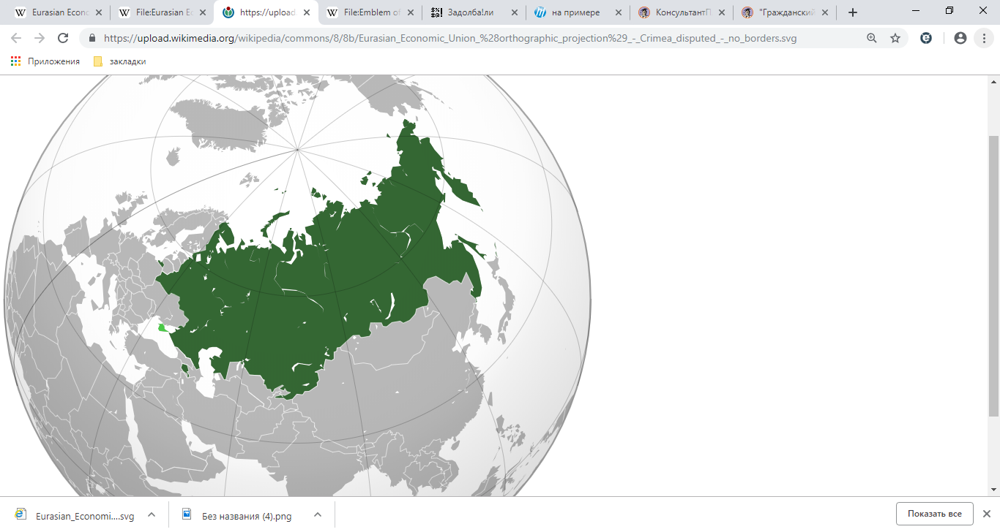 Eurasian Econo
File:Eurasian Ec
https://upload.
File:Emblem of
Задолба!ли
на примере
КонсультантП
"Гражданский
https://upload.wikimedia.org/wikipedia/commons/8/8b/Eurasian_Economic_Union_%28orthographic_projection%29_-_Crimea_disputed_-_no_borders.svg
Приложения
закладки
Eurasian_Economi....svg
Без названия (4).png
Показать все